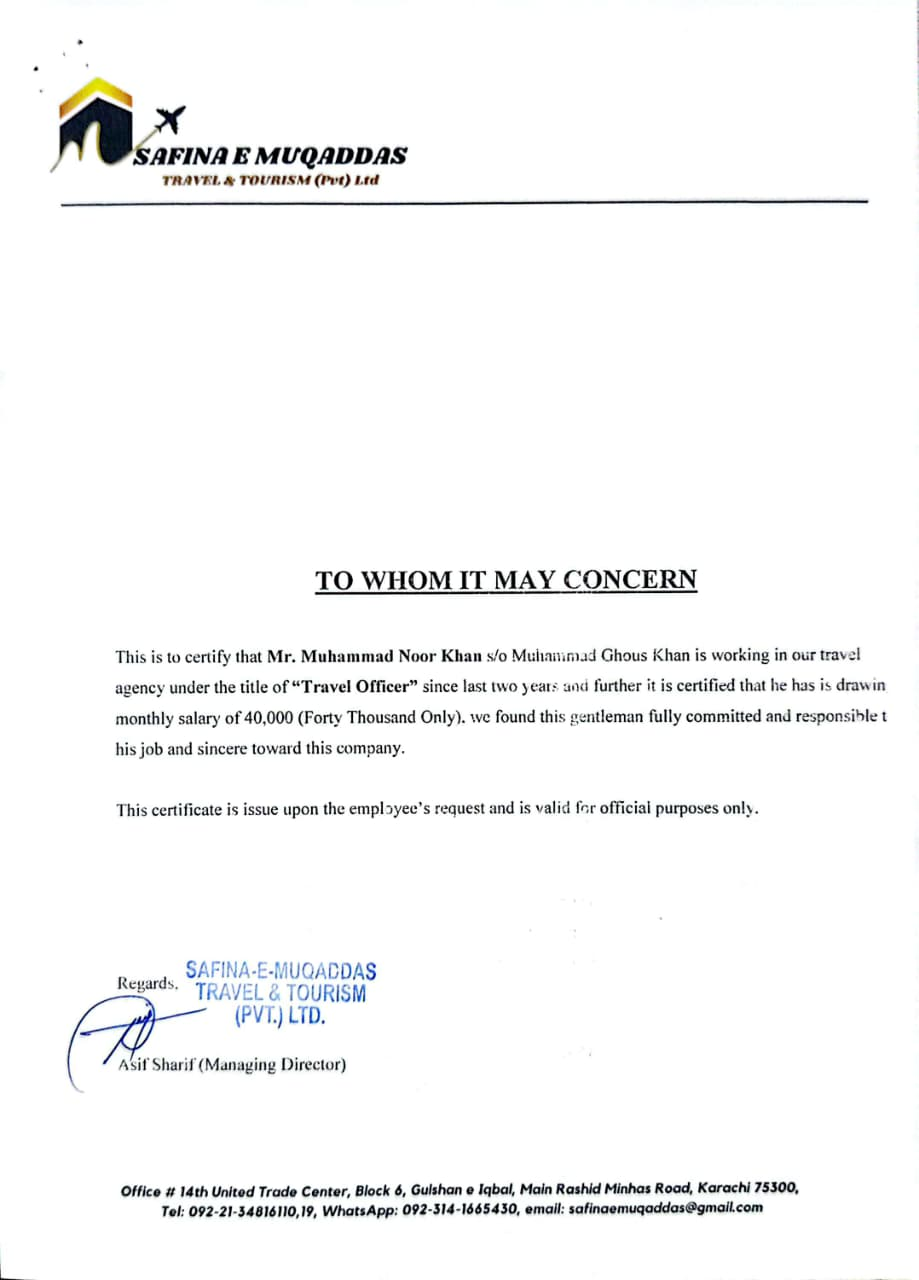 SAFINA E MUQADDAS
TRAVEL & TOURISM (Pvt) Ltd
TO WHOM IT MAY CONCERN
This is to certify that Mr. Muhammad Noor Khan s/o Muhammad Ghous Khan is working in our travel
agency under the title of “Travel Officer” since last two years and further it is certified that he has is drawin
monthly salary of 40,000 (Forty Thousand Only). we found this gentleman fully committed and responsible t
his job and sincere toward this company.
This certificate is issue upon the employee’s request and is valid for official purposes only.
Regards,
SAFINA-E-MUQADDAS
TRAVEL & TOURISM
(PVT.) LTD.
Asif Sharif (Managing Director)
Office # 14th United Trade Center, Block 6, Gulshan e Iqbal, Main Rashid Minhas Road, Karachi 75300,
Tel: 092-21-34816110,19, WhatsApp: 092-314-1665430, email: safinaemuqaddas@gmail.com